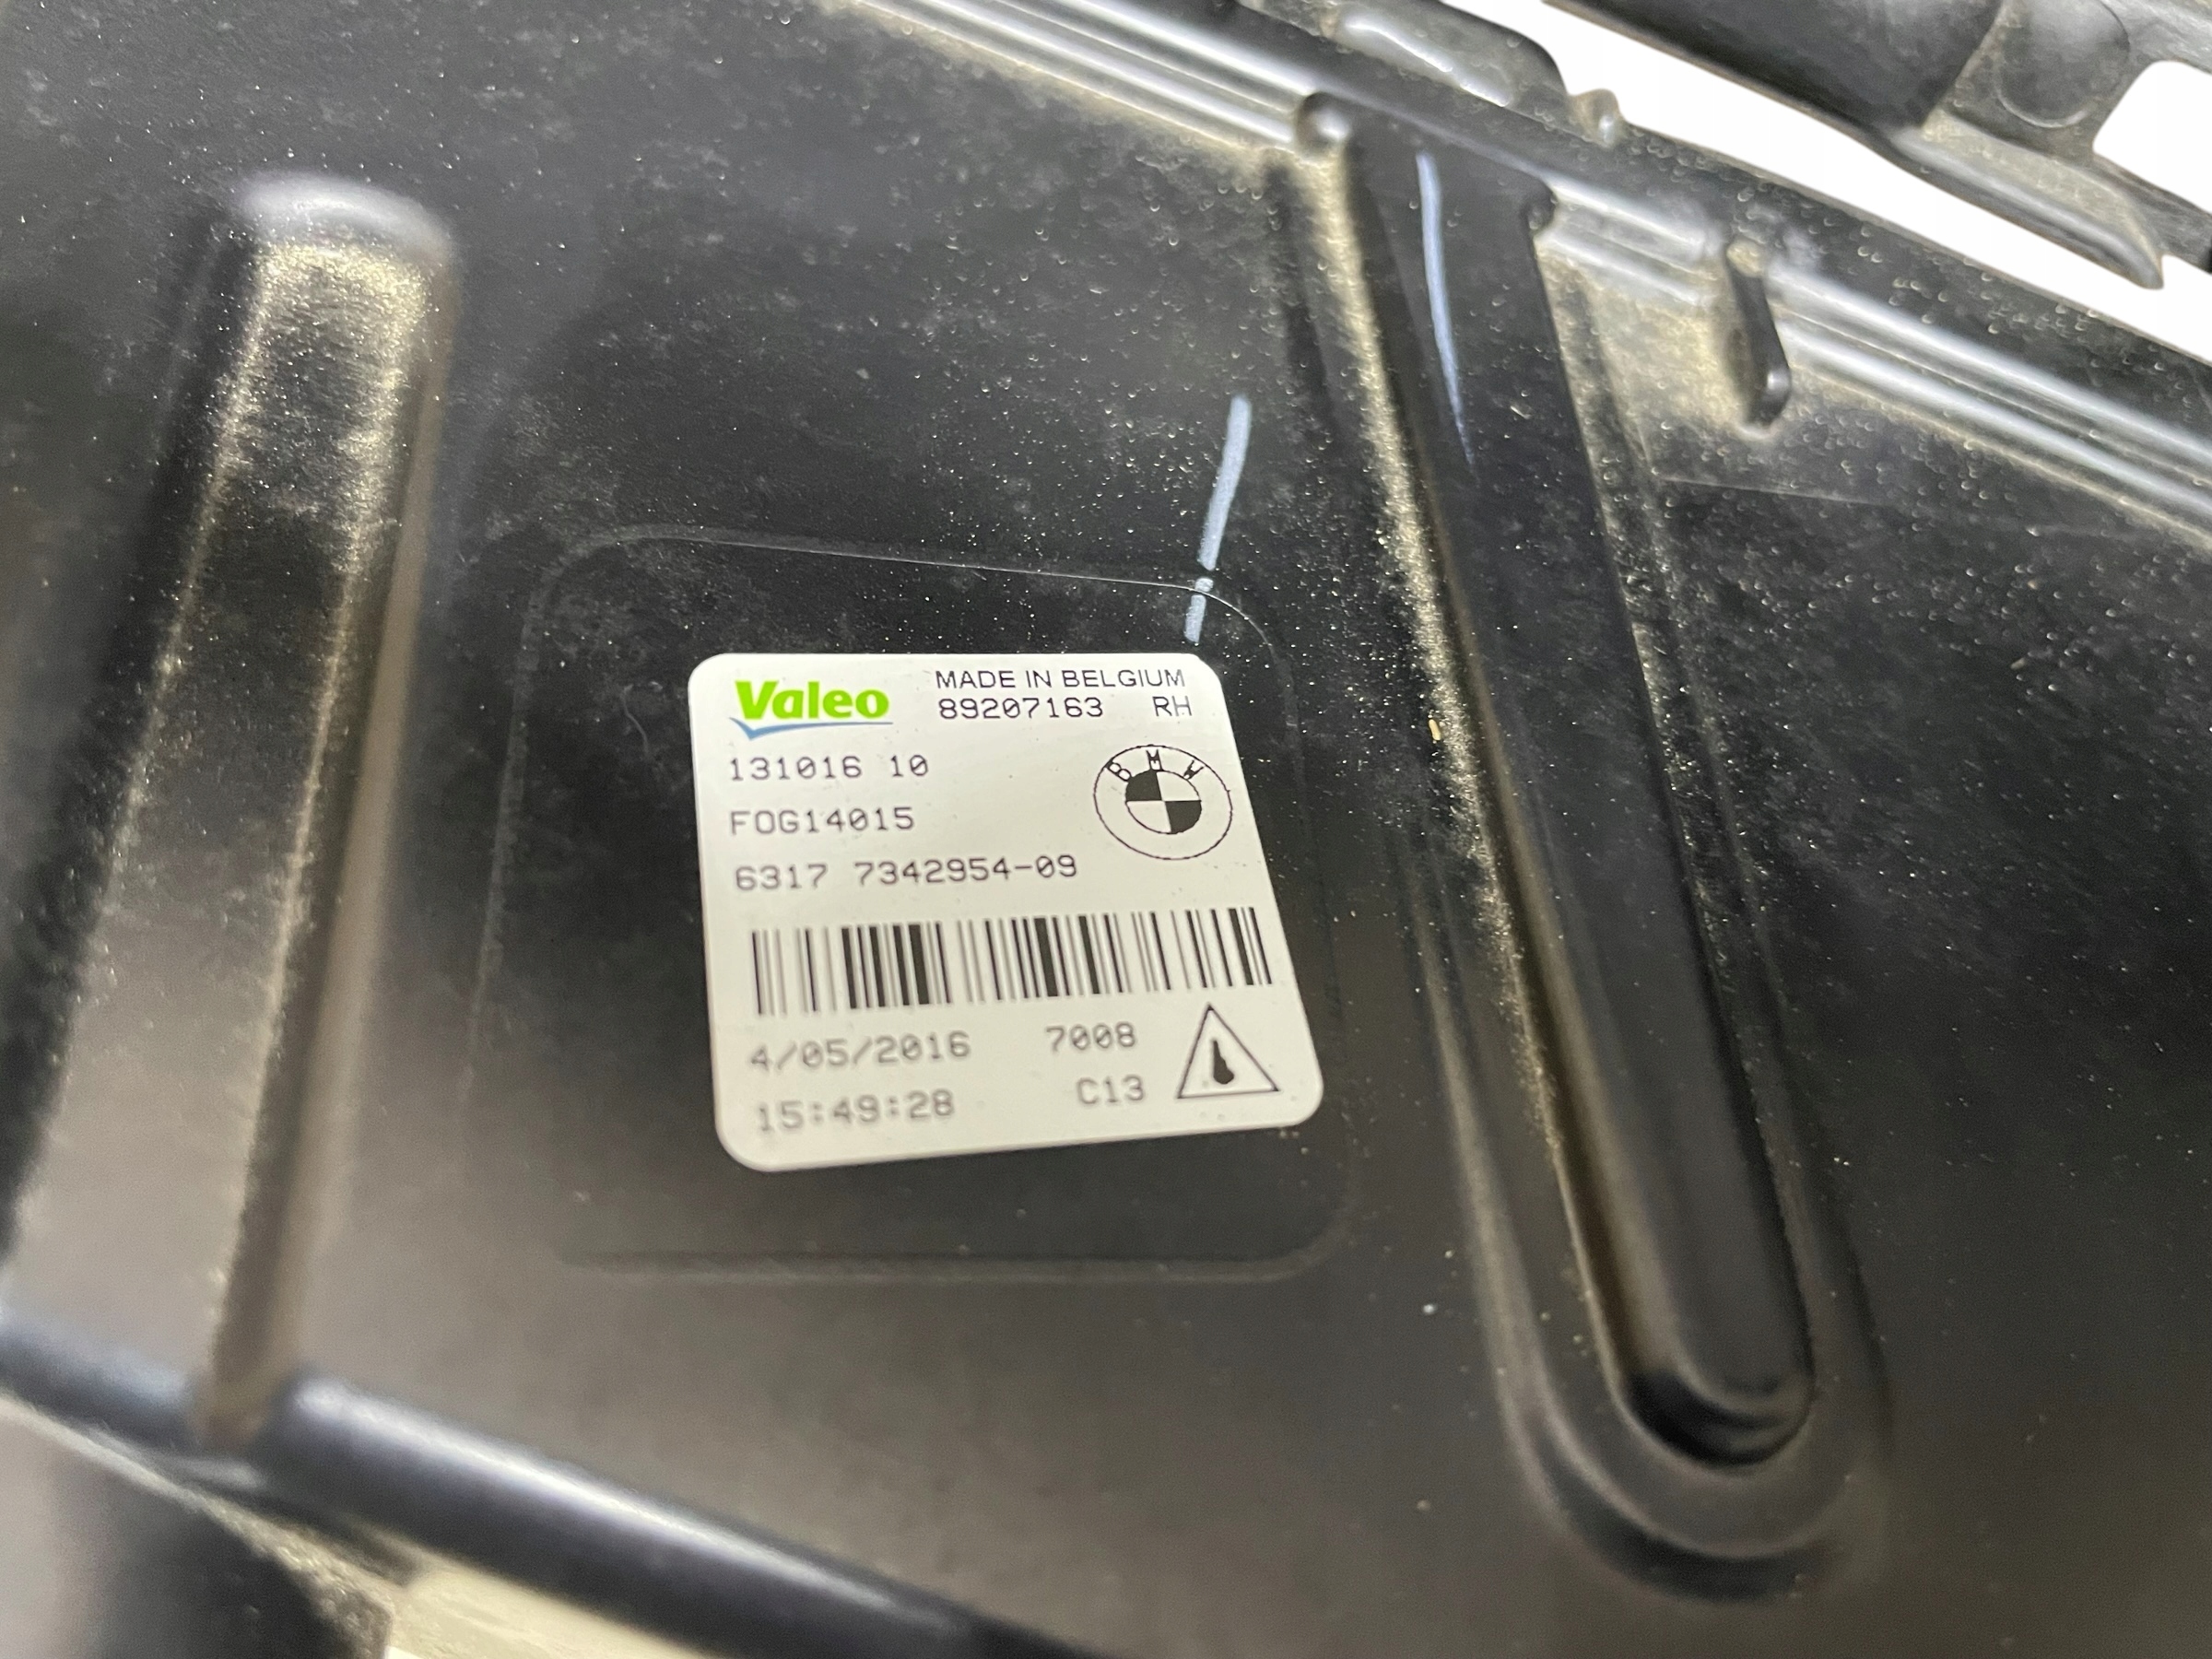 Valeo MADE IN BELGIUM
89207163 RH
131016 10
BMW
FOG14015
6317 7342954-09
4/05/2016 7008
15:49:28 C13